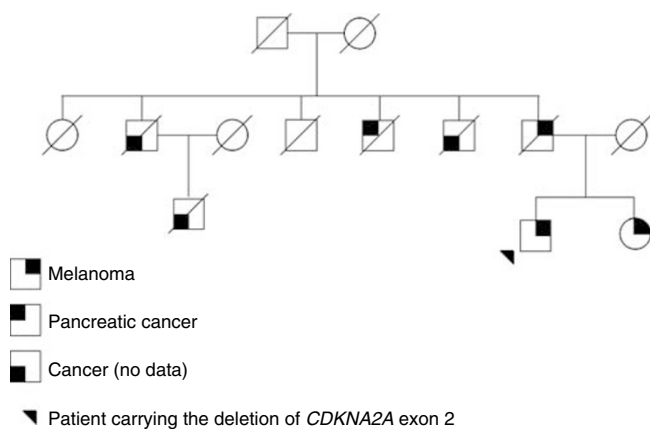 Melanoma
Pancreatic cancer
Cancer (no data)
Patient carrying the deletion of CDKNA2A exon 2